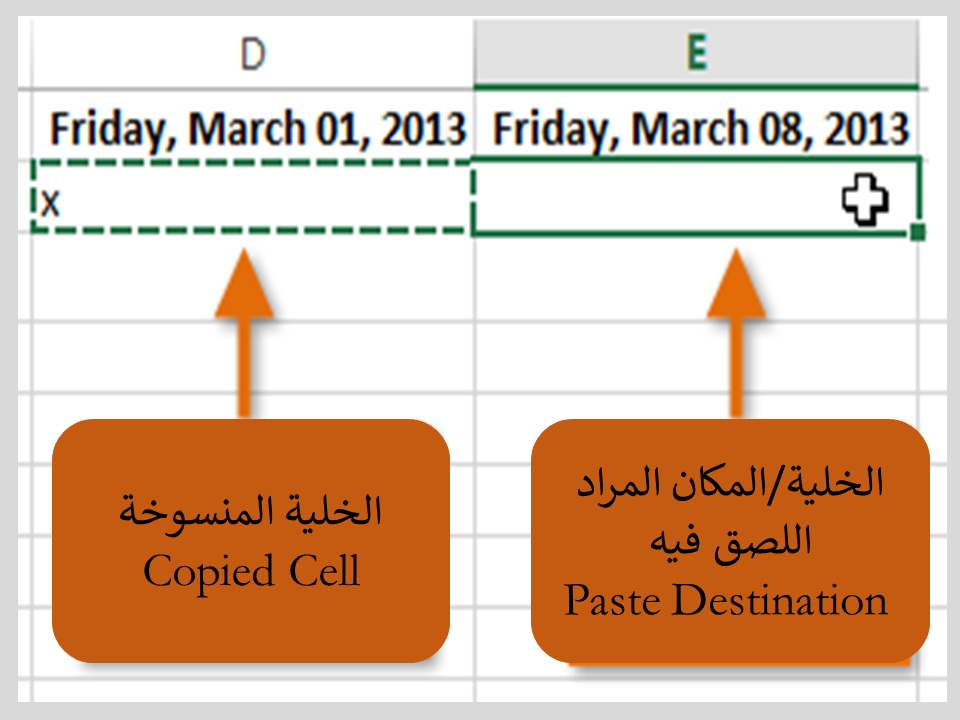 D E
Friday, March 01, 2013 Friday, March 08, 2013
x
الخلية المنسوخة
Copied Cell
الخلية/المكان المراد
اللصق فيه
Paste Destination